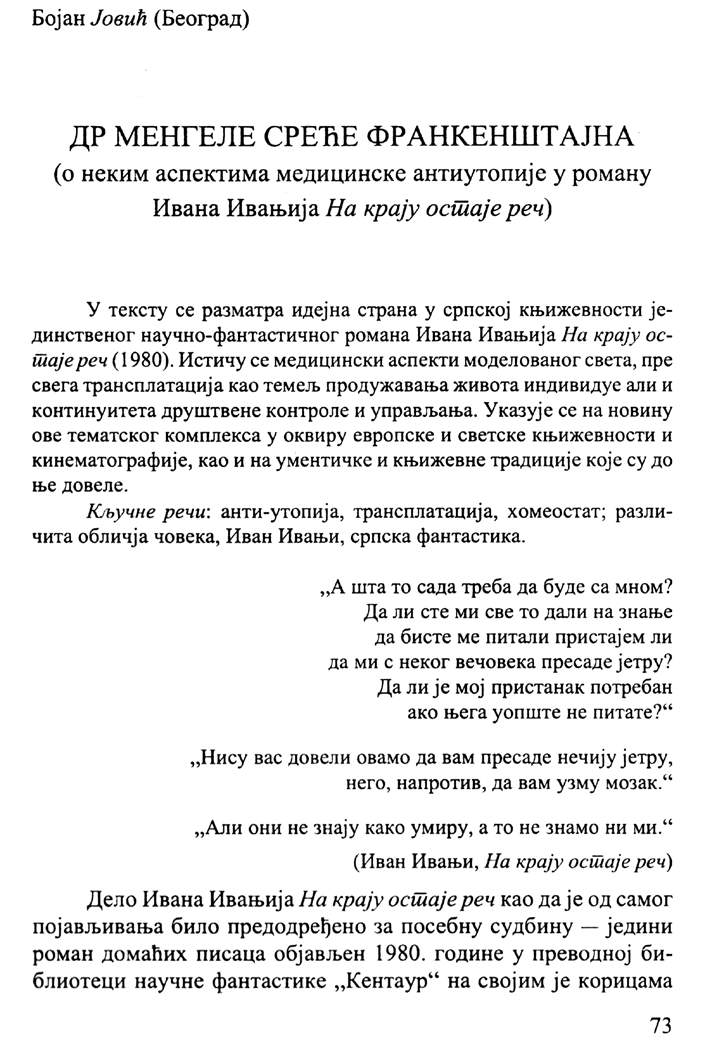 Бојан Јовић (Београд)
ДР МЕНГЕЛЕ СРЕЋЕ ФРАНКЕНШТАЈНА
(о неким аспектима медицинске антиутопије у роману
Ивана Ивањија На крају остаје реч)
У тексту се разматра идејна страна у српској књижевности је-
динственог научно-фантастичног романа Ивана Ивањија На крају ос-
таје реч (1980). Истичу се медицински аспекти моделованог света, пре
свега трансплатација као темељ продужавања живота индивидуе али и
континуитета друштвене контроле и управљања. Указује се на новину
ове тематског комплекса у оквиру европске и светске књижевности и
кинематографије, као и на ументичке и књижевне традиције које су до
ње довеле.
Кључне речи: анти-утопија, трансплатација, хомеостат; разли-
чита обличја човека, Иван Ивањи, српска фантастика.
„А шта то сада треба да буде са мном?
Да ли сте ми све то дали на знање
да бисте ме питали пристајем ли
да ми с неког вечовека пресаде јетру?
Да ли је мој пристанак потребан
ако њега уопште не питате?“
„Нису вас довели овамо да вам пресаде нечију јетру,
него, напротив, да вам узму мозак.“
„Али они не знају како умиру, а то не знамо ни ми.“
(Иван Ивањи, На крају остаје реч)
Дело Ивана Ивањија На крају остаје реч као да је од самог
појављивања било предодређено за посебну судбину — једини
роман домаћих писаца објављен 1980. године у преводној би-
блиотеци научне фантастике „Кентаур“ на својим је корицама
73